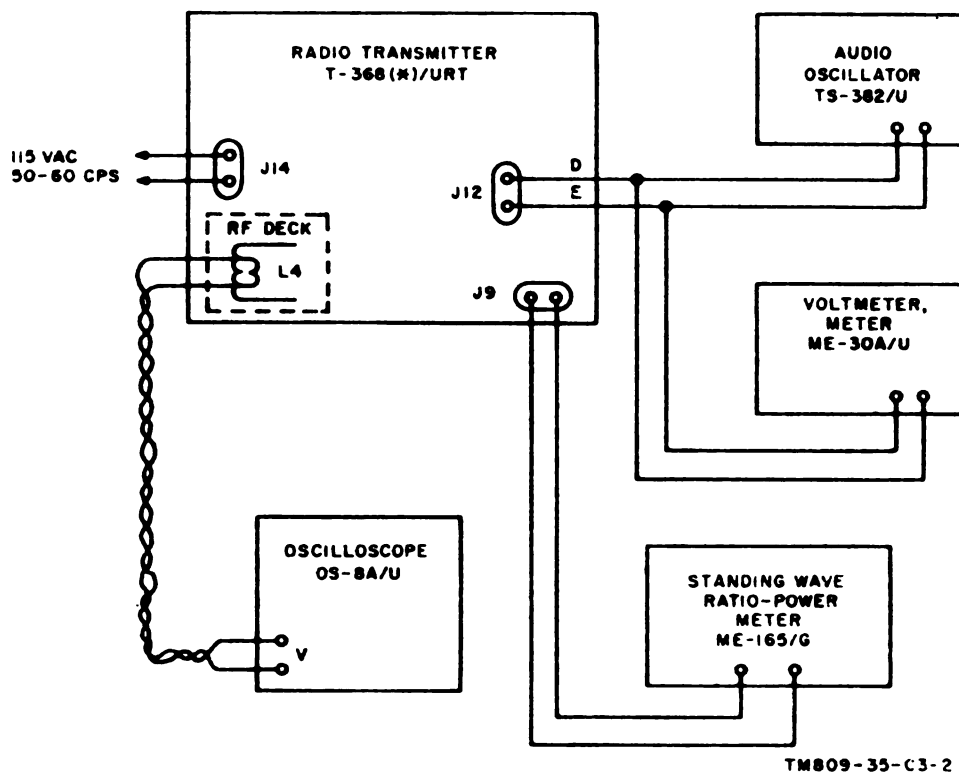 RADIO TRANSMITTER
T-368(*)/URT
AUDIO
OSCILLATOR
TS-382/U
115 VAC
50-60 CPS
J14
J12
D
E
RF DECK
L4
J9
VOLTMETER,
METER
ME-30A/U
OSCILLOSCOPE
OS-8A/U
V
STANDING WAVE
RATIO-POWER
METER
ME-165/G
TM809-35-C3-2